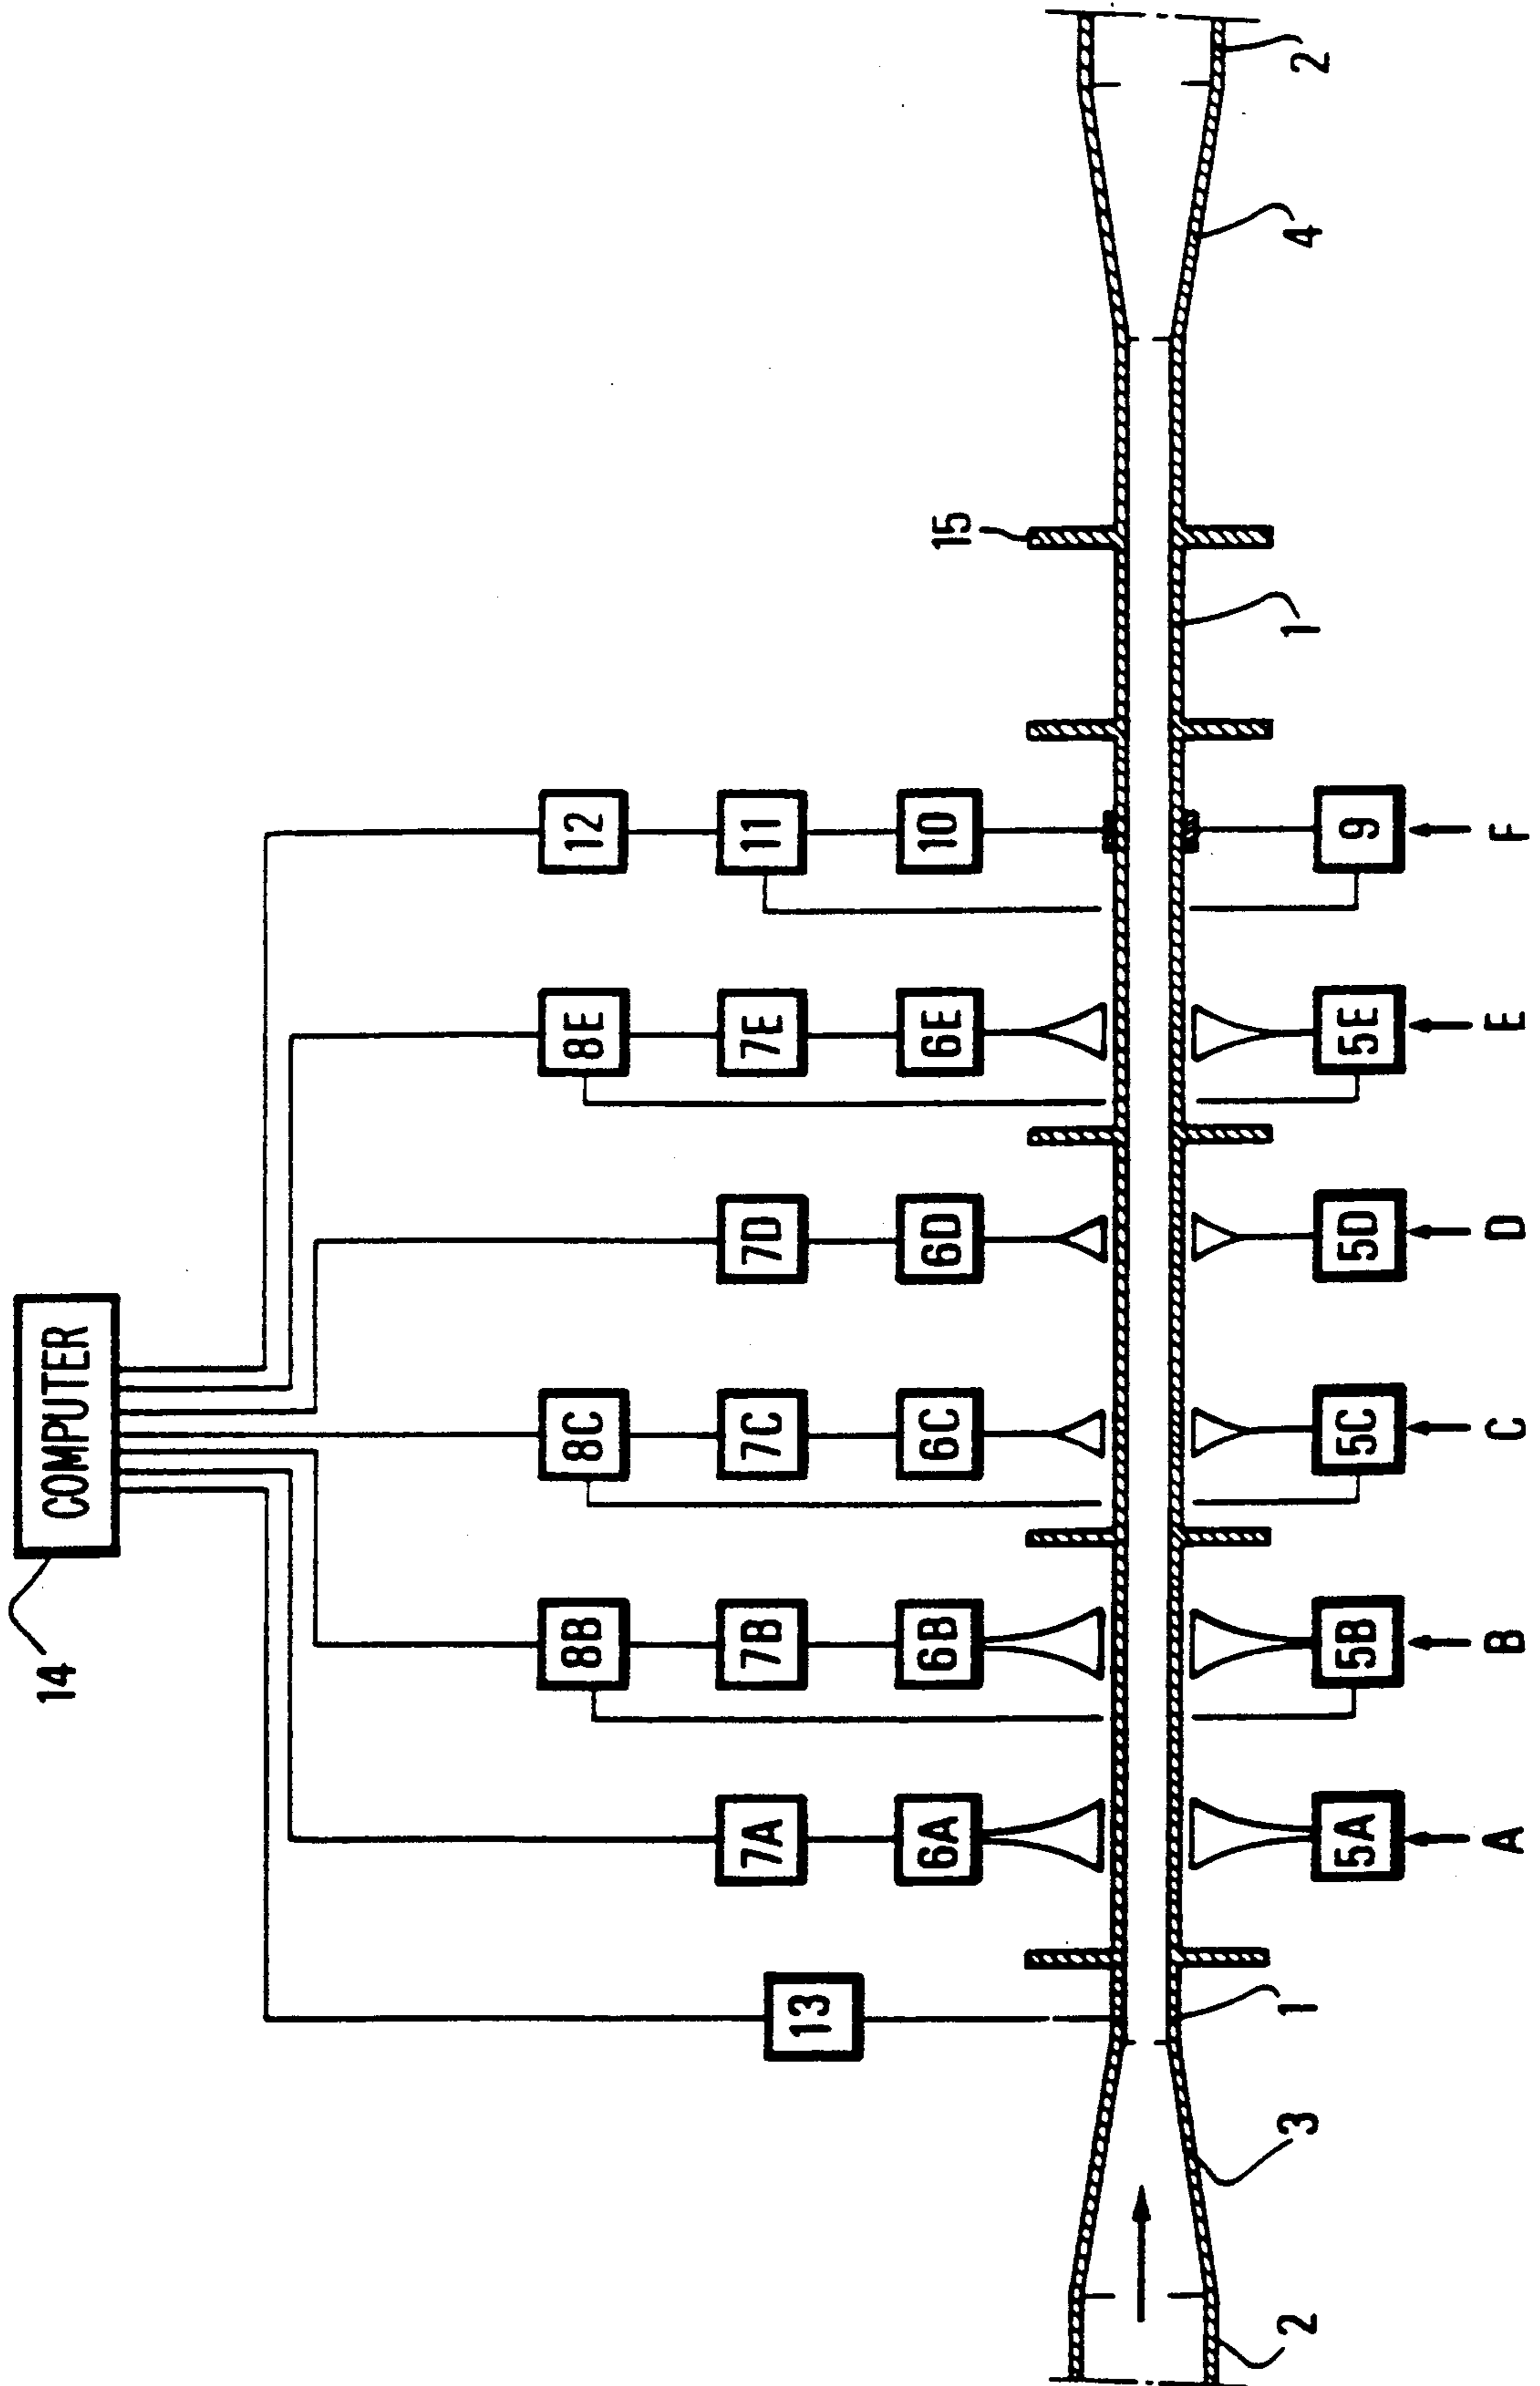 14 COMPUTER
8B 8C 8E 12
7A 7B 7C 7D 7E 11
13
6A 6B 6C 6D 6E 10 15
2 3 1 1 4 2
5A 5B 5C 5D 5E 9
A B C D E F